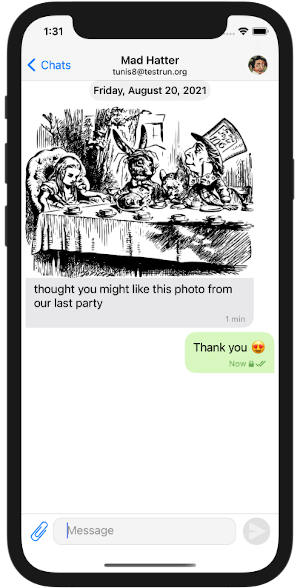 1:31
Chats
Mad Hatter
tunis8@testrun.org
Friday, August 20, 2021
thought you might like this photo from
our last party
1 min
Thank you 😍
Now
Message